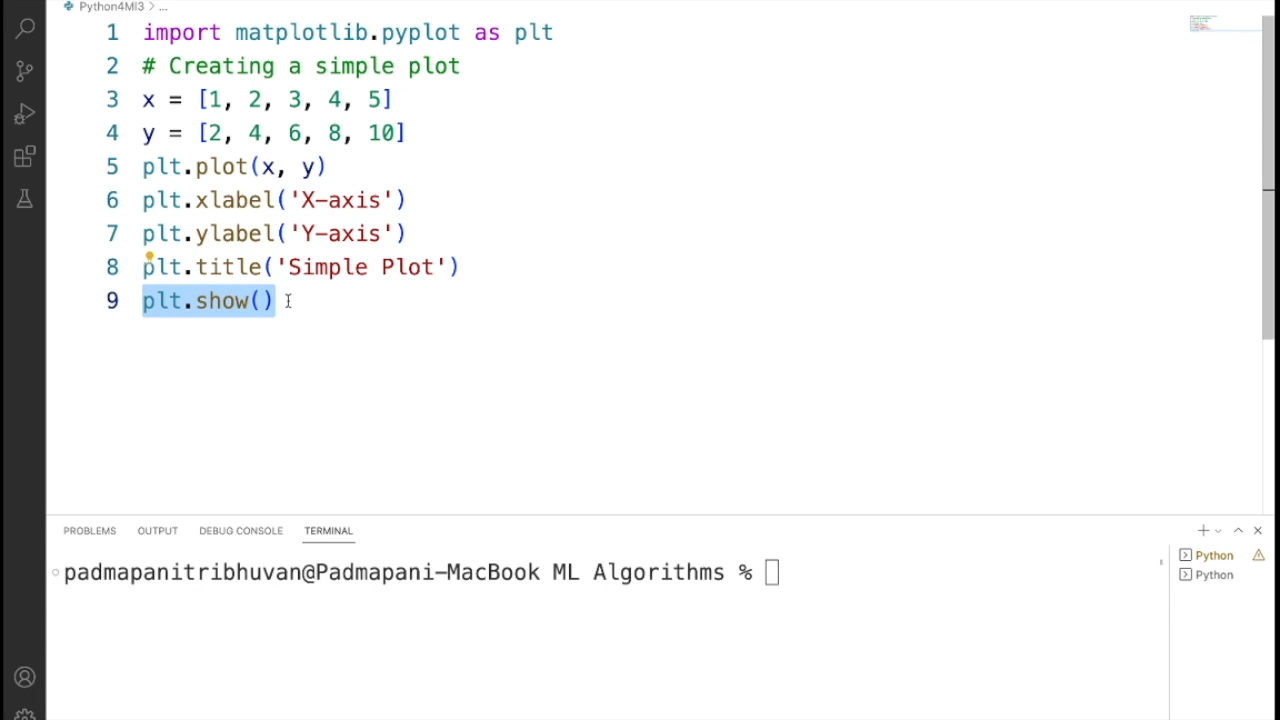 Python4Ml3 > ...
1 import matplotlib.pyplot as plt
2 # Creating a simple plot
3 x = [1, 2, 3, 4, 5]
4 y = [2, 4, 6, 8, 10]
5 plt.plot(x, y)
6 plt.xlabel('X-axis')
7 plt.ylabel('Y-axis')
8 plt.title('Simple Plot')
9 plt.show()
PROBLEMS OUTPUT DEBUG CONSOLE TERMINAL
padmapanitribhuvan@Padmapani-MacBook ML Algorithms %
Python
Python